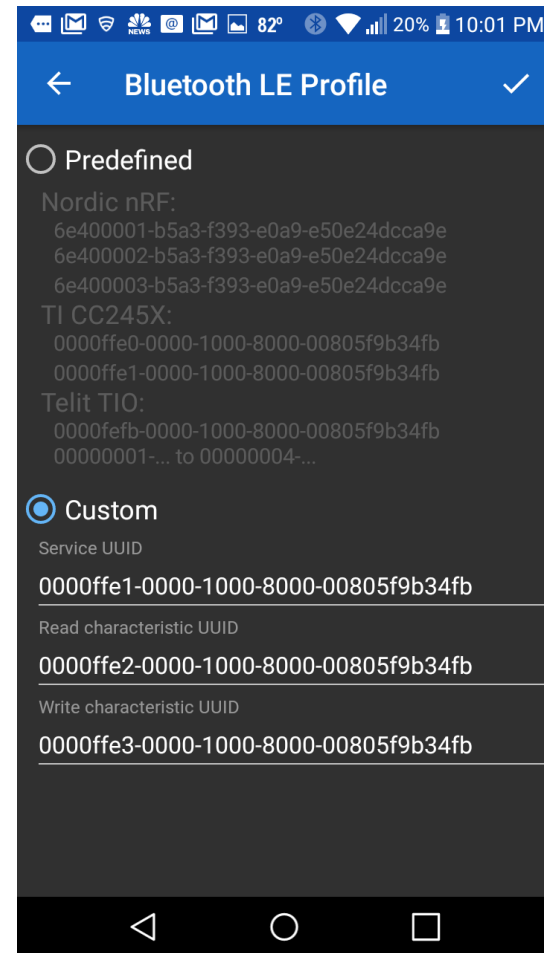 NEWS @ 82° 20% 10:01 PM
Bluetooth LE Profile
Predefined
Nordic nRF:
6e400001-b5a3-f393-e0a9-e50e24dcca9e
6e400002-b5a3-f393-e0a9-e50e24dcca9e
6e400003-b5a3-f393-e0a9-e50e24dcca9e
TI CC245X:
0000ffe0-0000-1000-8000-00805f9b34fb
0000ffe1-0000-1000-8000-00805f9b34fb
Telit TIO:
0000fefb-0000-1000-8000-00805f9b34fb
00000001-... to 00000004-...
Custom
Service UUID
0000ffe1-0000-1000-8000-00805f9b34fb
Read characteristic UUID
0000ffe2-0000-1000-8000-00805f9b34fb
Write characteristic UUID
0000ffe3-0000-1000-8000-00805f9b34fb